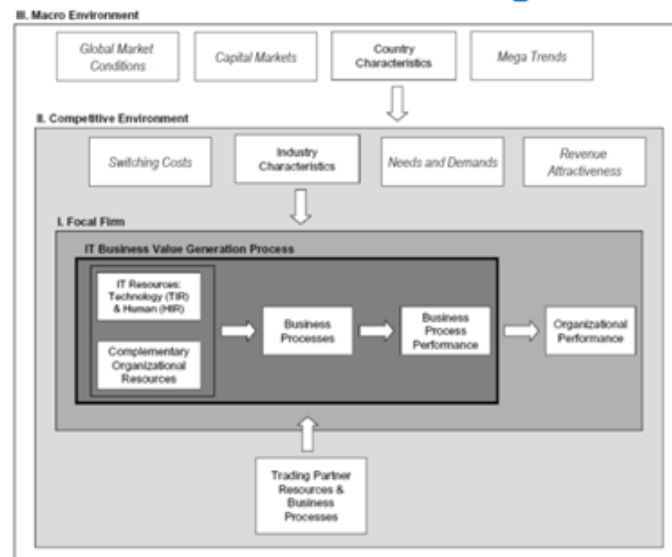 III. Macro Environment
Global Market
Conditions
Capital Markets
Country
Characteristics
Mega Trends
II. Competitive Environment
Switching Costs
Industry
Characteristics
Needs and Demands
Revenue
Attractiveness
I. Focal Firm
IT Business Value Generation Process
IT Resources:
Technology (TIR)
& Human (HIR)
Complementary
Organizational
Resources
Business
Processes
Business
Process
Performance
Organizational
Performance
Trading Partner
Resources &
Business
Processes